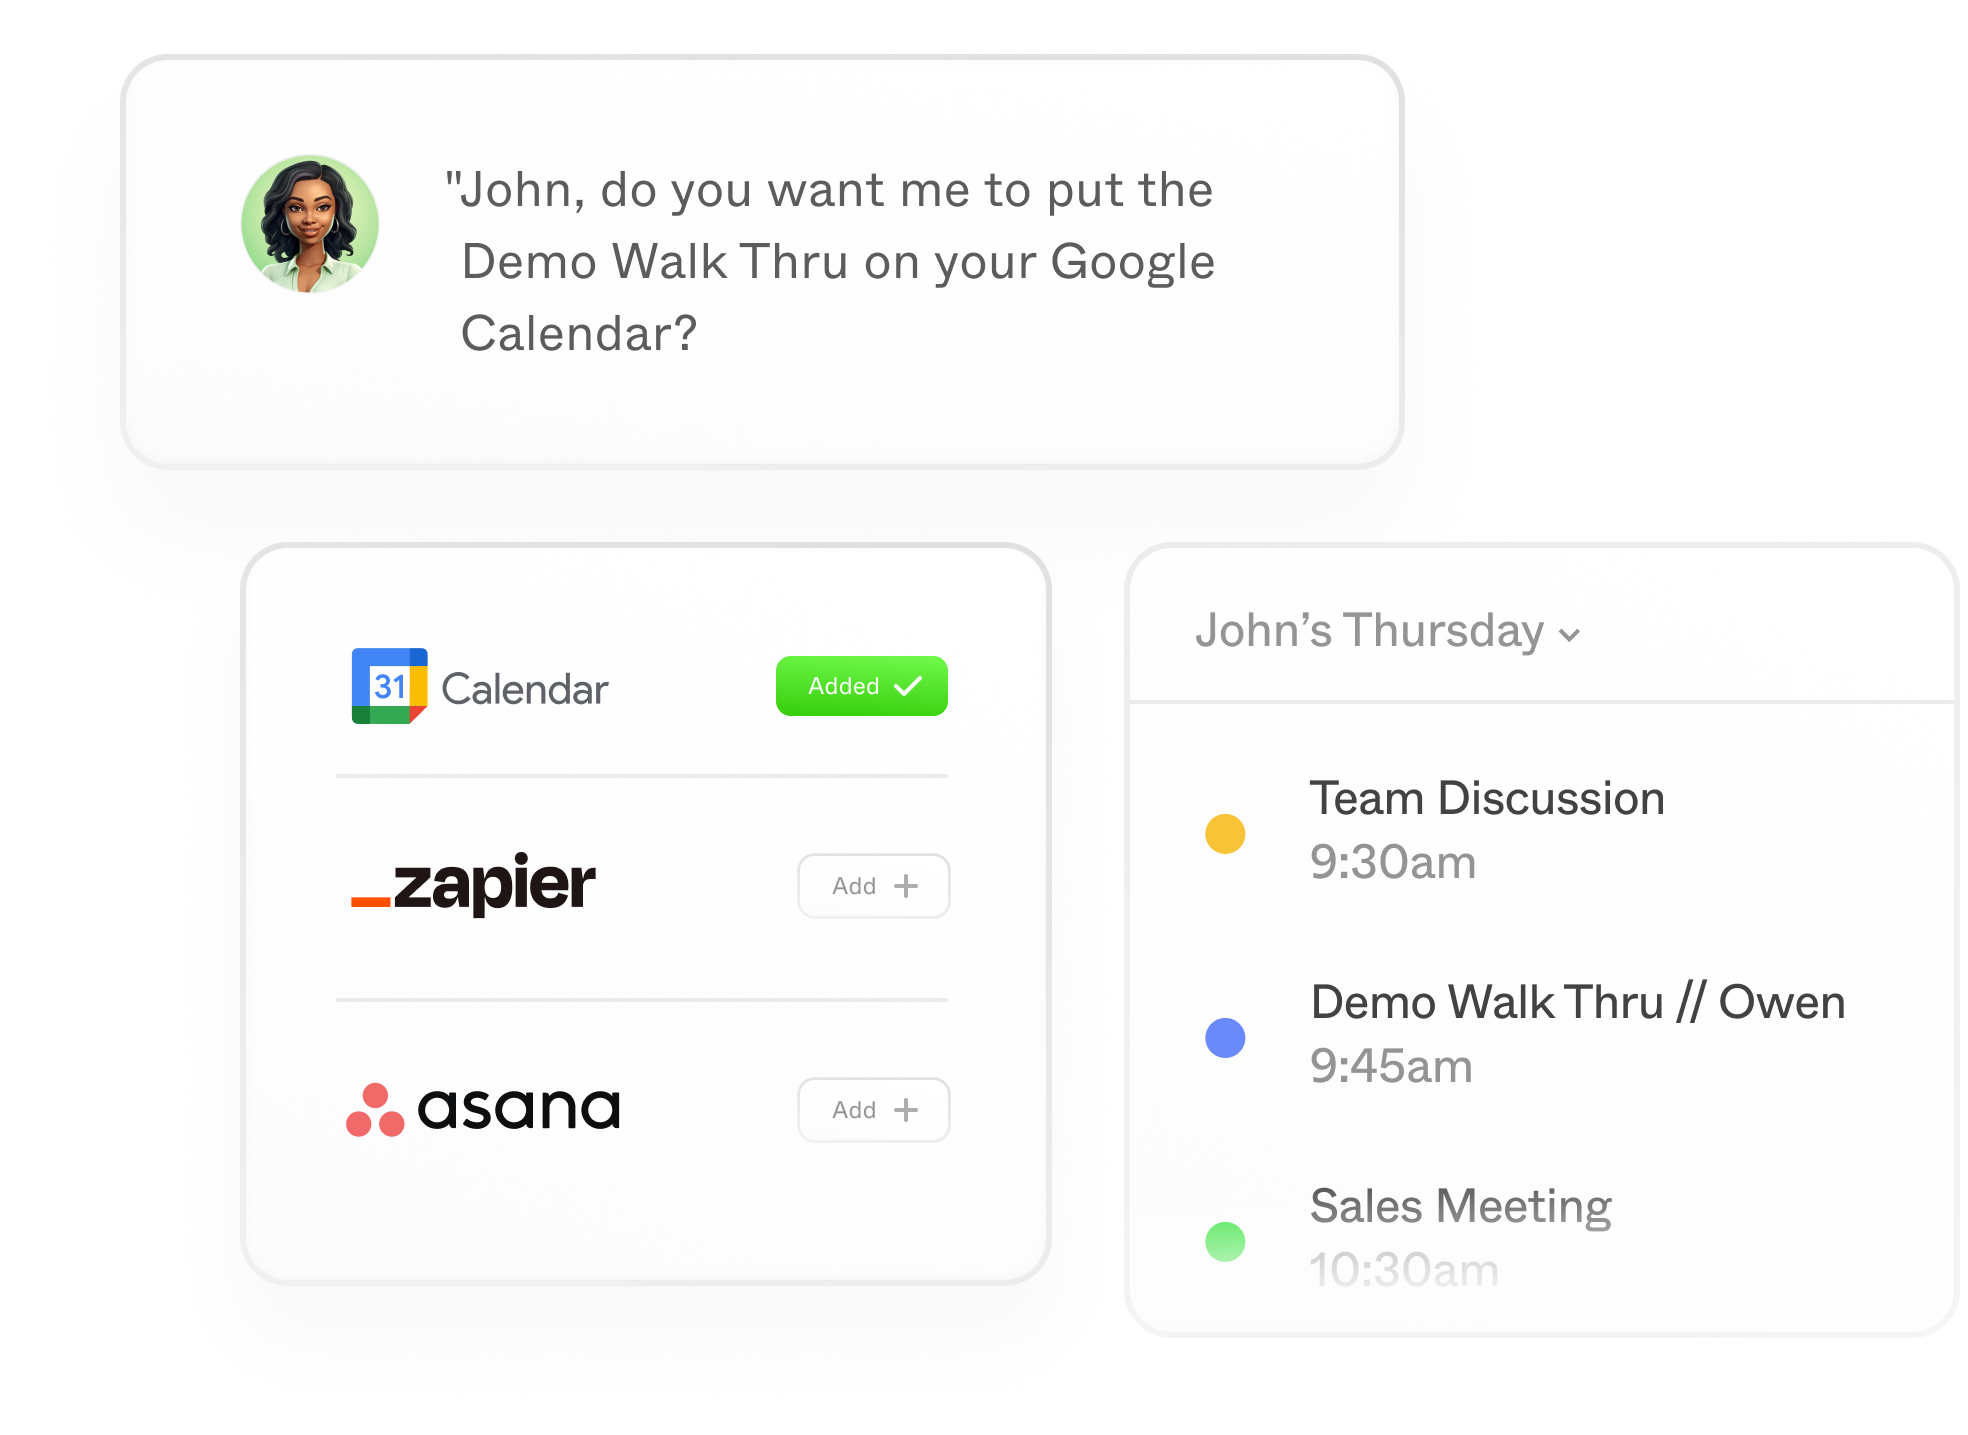 "John, do you want me to put the
Demo Walk Thru on your Google
Calendar?
31 Calendar
Added
_zapier
Add +
asana
Add +
John’s Thursday
Team Discussion
9:30am
Demo Walk Thru // Owen
9:45am
Sales Meeting
10:30am